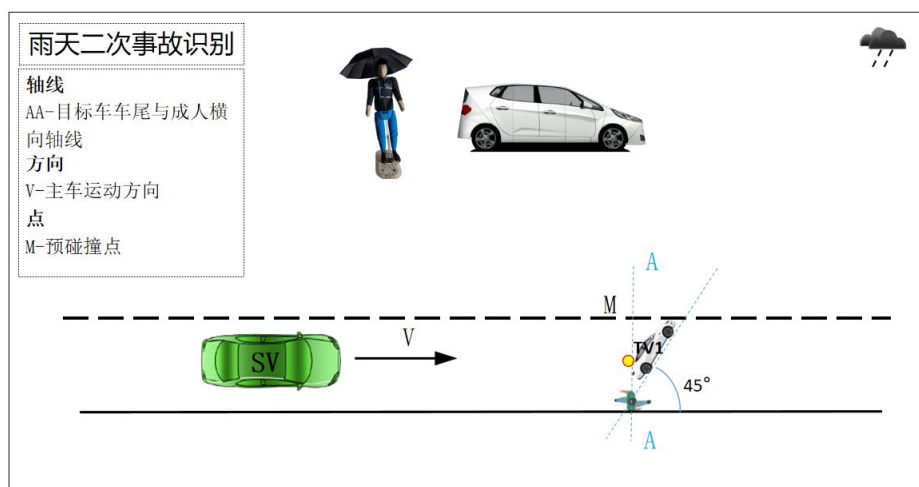 雨天二次事故识别
轴线
AA-目标车车尾与成人横
向轴线
方向
V-主车运动方向
点
M-预碰撞点
A
M
V
SV
TV1
45°
A